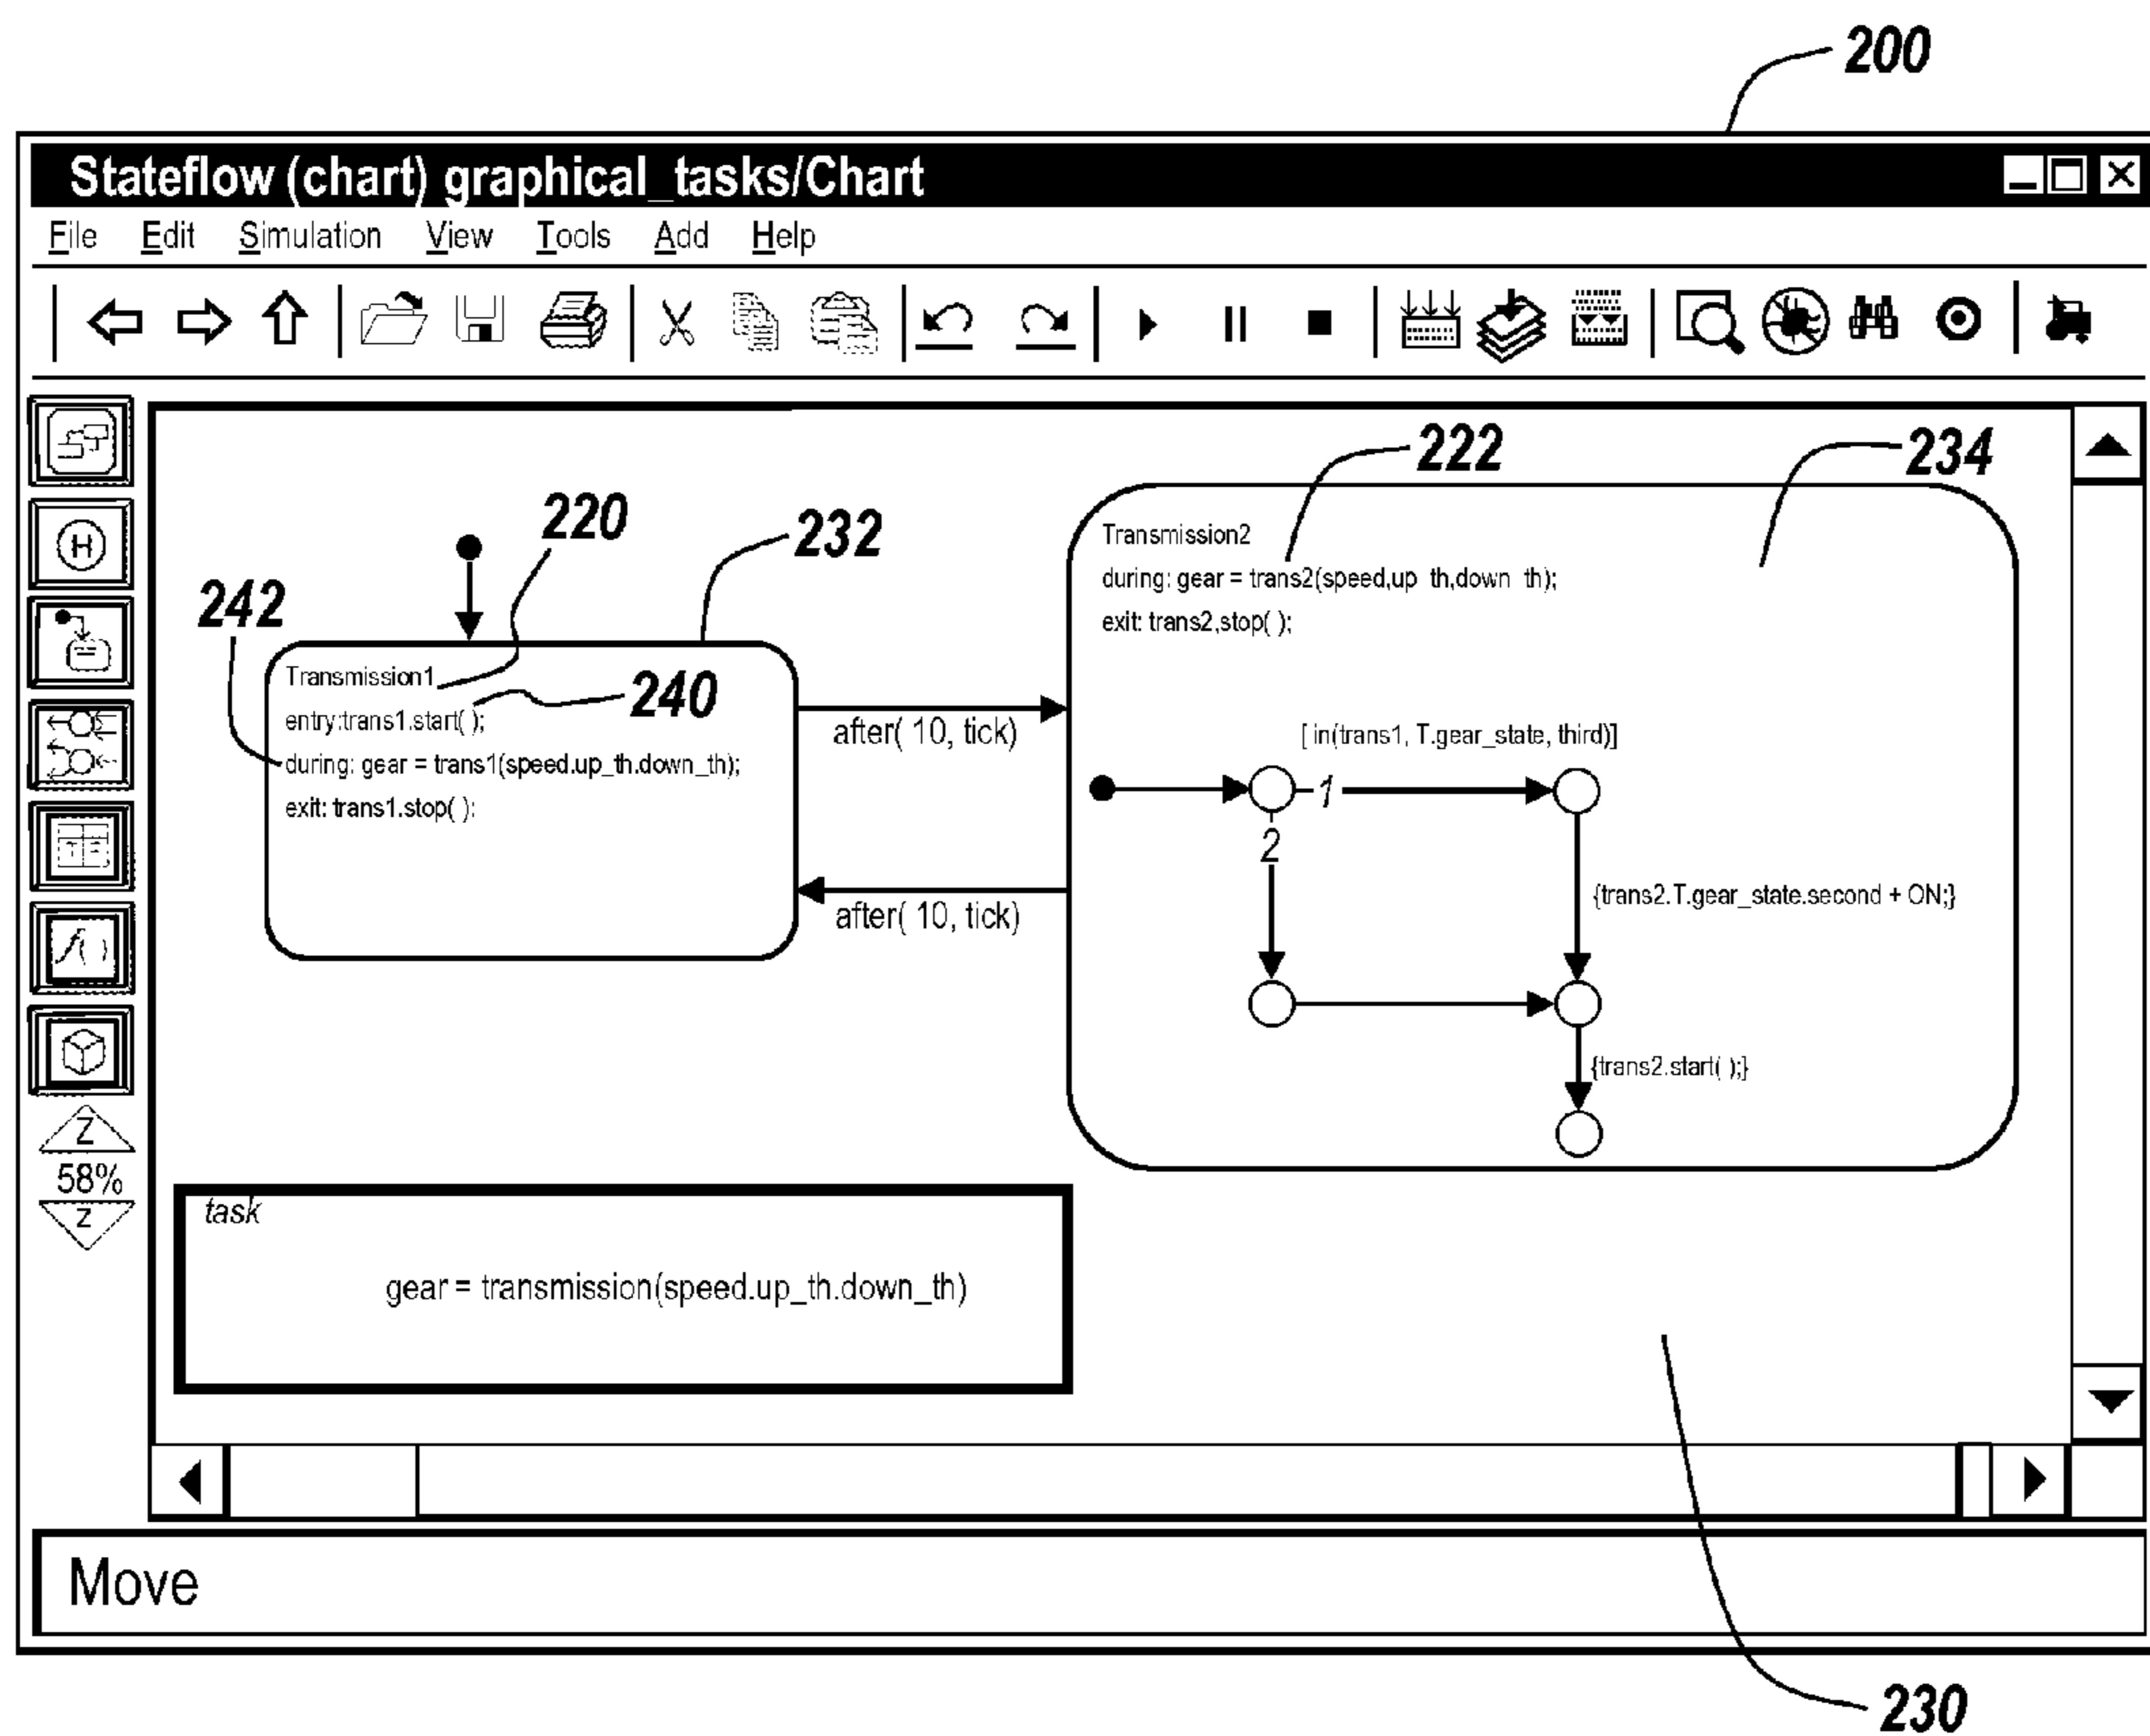 200
Stateflow (chart) graphical_tasks/Chart
File Edit Simulation View Tools Add Help
222
234
220
232
242
240
Transmission1
entry:trans1.start( );
during: gear = trans1(speed.up_th.down_th);
exit: trans1.stop( );
after( 10, tick)
after( 10, tick)
Transmission2
during: gear = trans2(speed,up th,down th);
exit: trans2,stop( );
[ in(trans1, T.gear_state, third)]
1
2
{trans2.T.gear_state.second + ON;}
{trans2.start( );}
H
f( )
Z
58%
Z
task
gear = transmission(speed.up_th.down_th)
Move
230